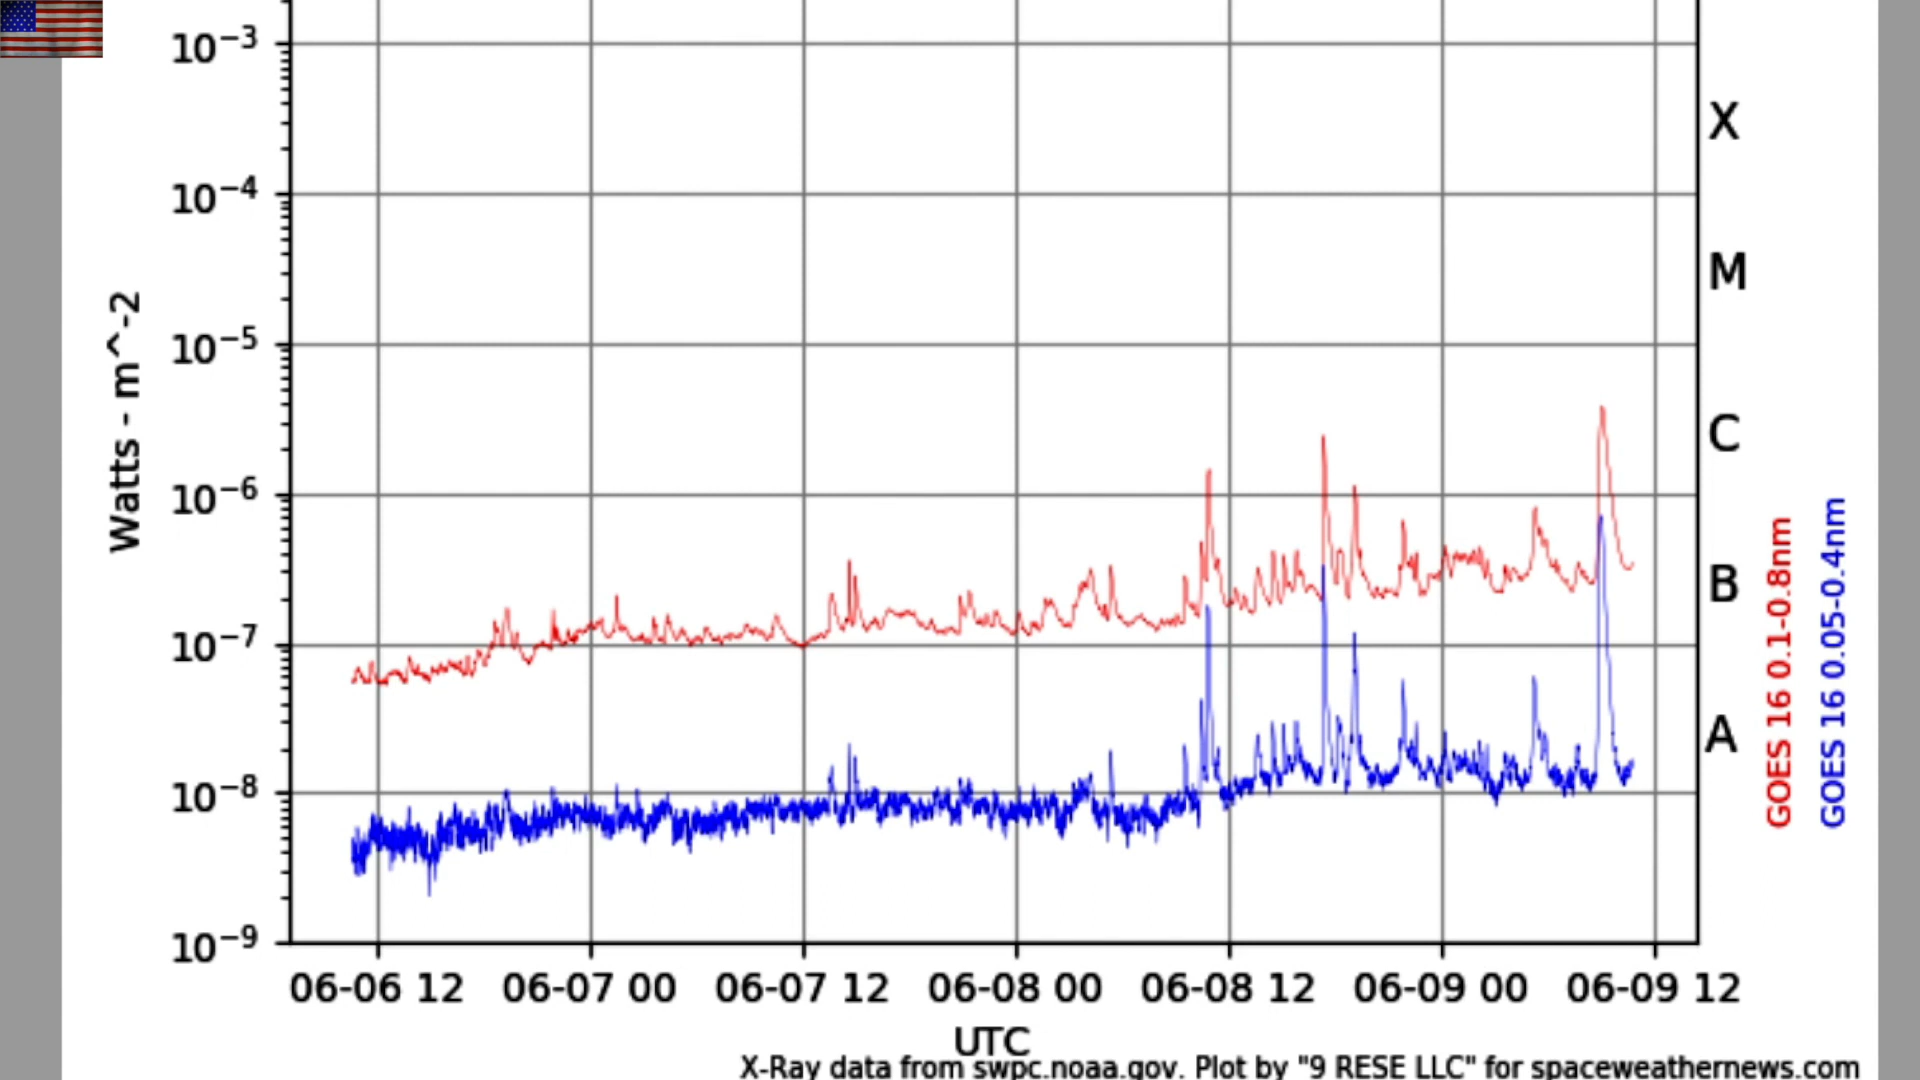 10−3
10−4
10−5
10−6
10−7
10−8
10−9
Watts - m^-2
X
M
C
B
A
GOES 16 0.1-0.8nm
GOES 16 0.05-0.4nm
06-06 12 06-07 00 06-07 12 06-08 00 06-08 12 06-09 00 06-09 12
UTC
X-Ray data from swpc.noaa.gov. Plot by "9 RESE LLC" for spaceweathernews.com